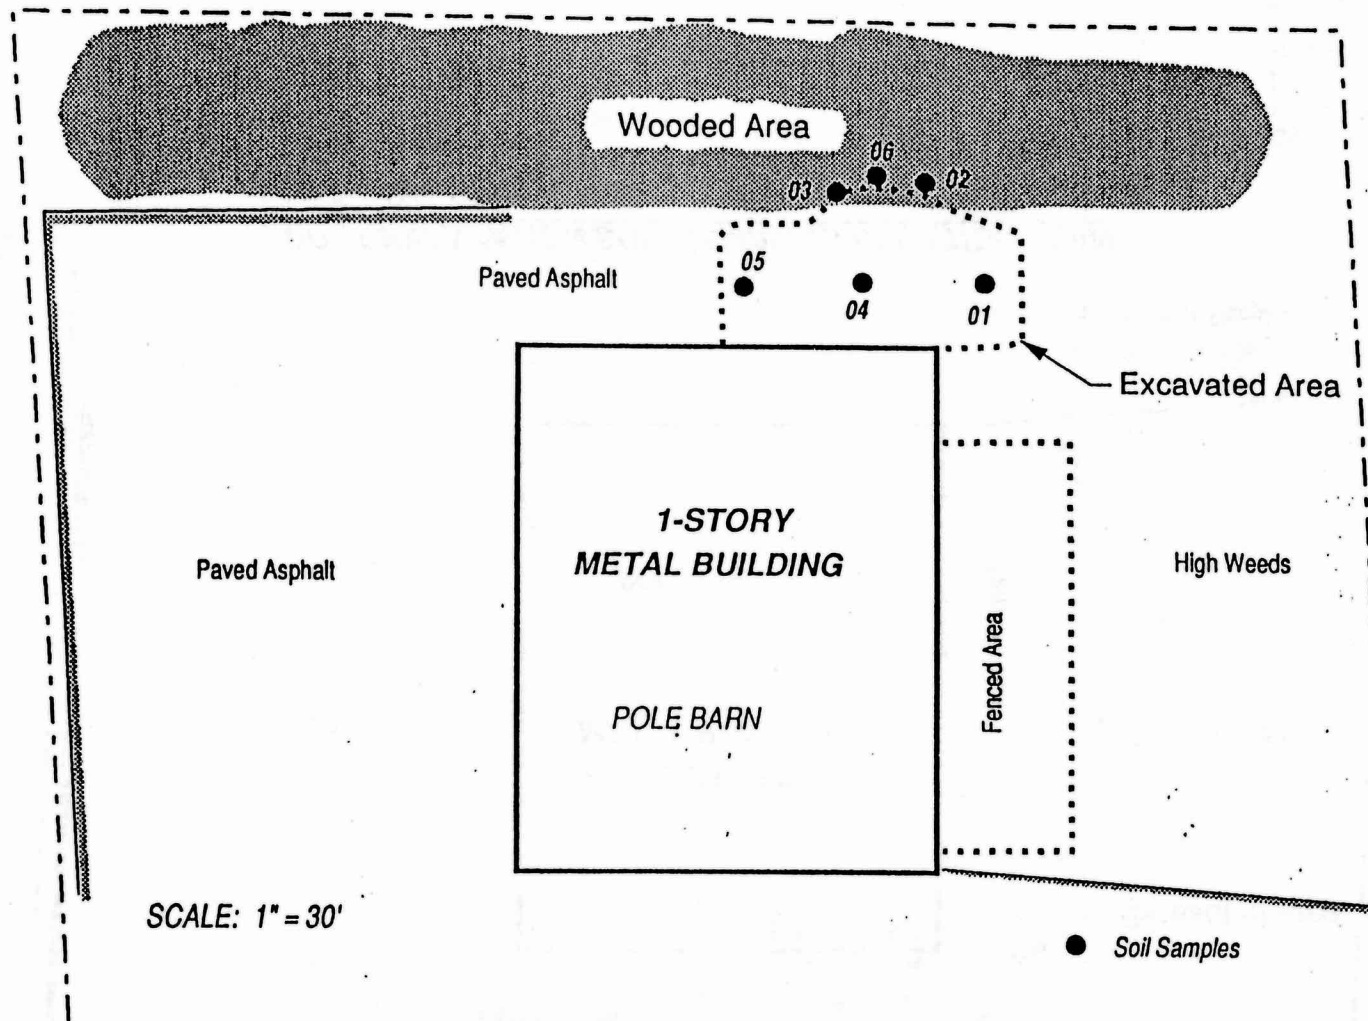 Wooded Area
06
03
02
05
Paved Asphalt
04
01
Excavated Area
1-STORY
METAL BUILDING
Paved Asphalt
High Weeds
Fenced Area
POLE BARN
SCALE: 1" = 30'
Soil Samples